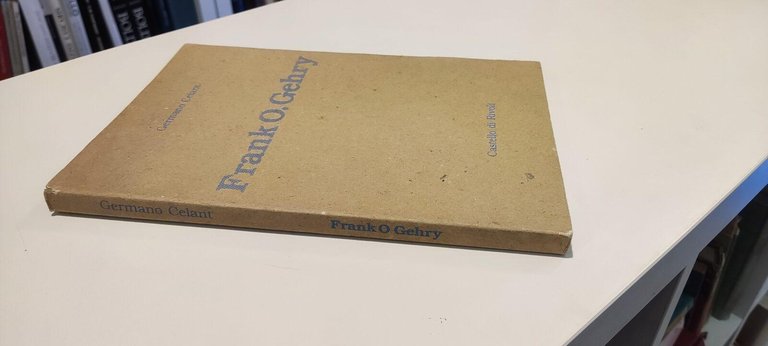 Germano Celant
Frank O. Gehry
Castello di Rivoli
Germano Celant
Frank O Gehry